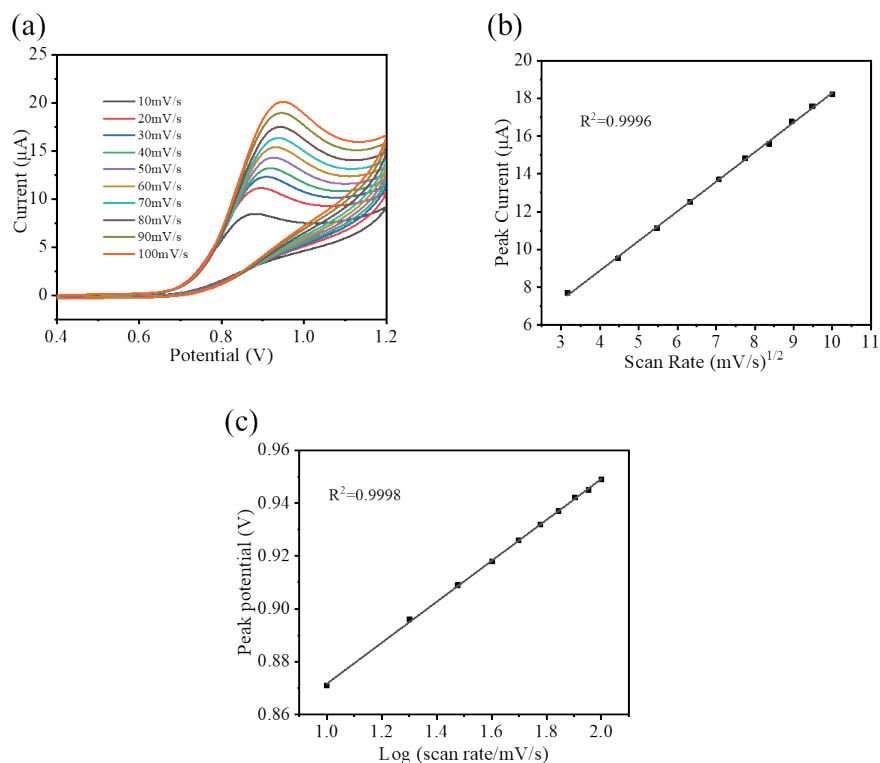 (a)
25
20
15
10
5
0
Current (μA)
10mV/s
20mV/s
30mV/s
40mV/s
50mV/s
60mV/s
70mV/s
80mV/s
90mV/s
100mV/s
0.4 0.6 0.8 1.0 1.2
Potential (V)
(b)
20
18
16
14
12
10
8
6
Peak Current (μA)
R²=0.9996
3 4 5 6 7 8 9 10 11
Scan Rate (mV/s)¹/²
(c)
0.96
0.94
0.92
0.90
0.88
0.86
Peak potential (V)
R²=0.9998
1.0 1.2 1.4 1.6 1.8 2.0
Log (scan rate/mV/s)